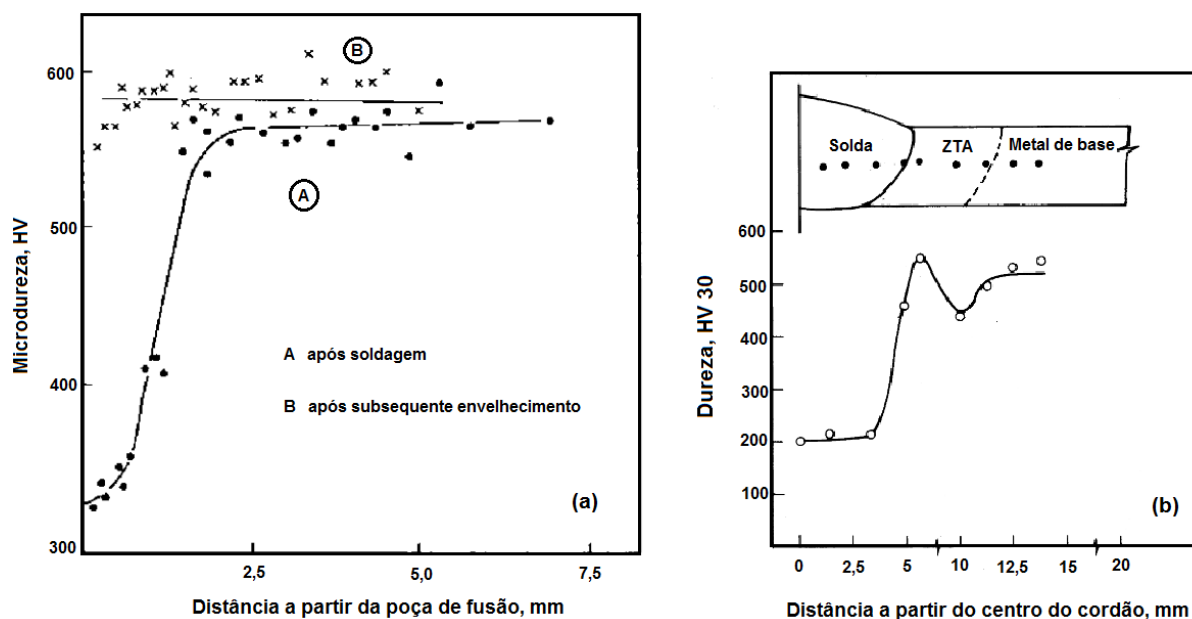 Microdureza, HV
600
500
400
300
B
A
A após soldagem
B após subsequente envelhecimento
(a)
2,5
5,0
7,5
Distância a partir da poça de fusão, mm
Solda
ZTA
Metal de base
Dureza, HV 30
600
500
400
300
200
100
(b)
0
2,5
5
10
12,5
15
20
Distância a partir do centro do cordão, mm